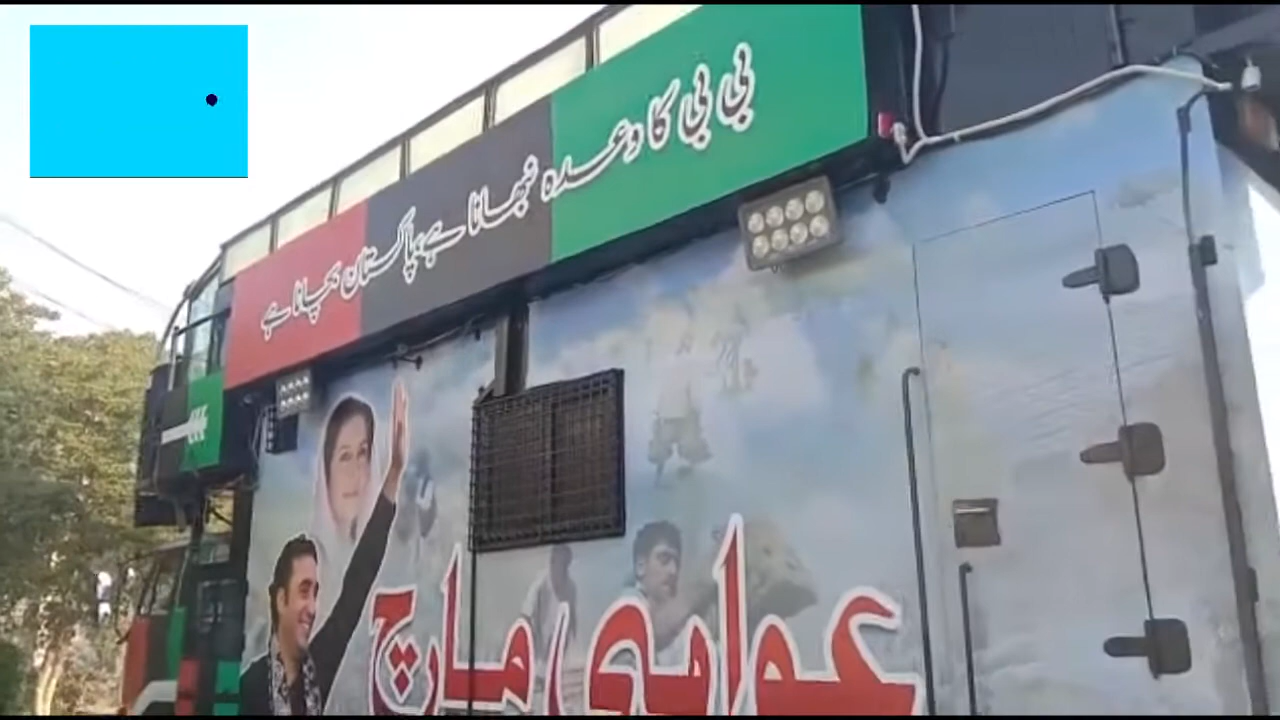 بی بی کا وعدہ نبھانا ہے، پاکستان بچانا ہے
عوامی مارچ